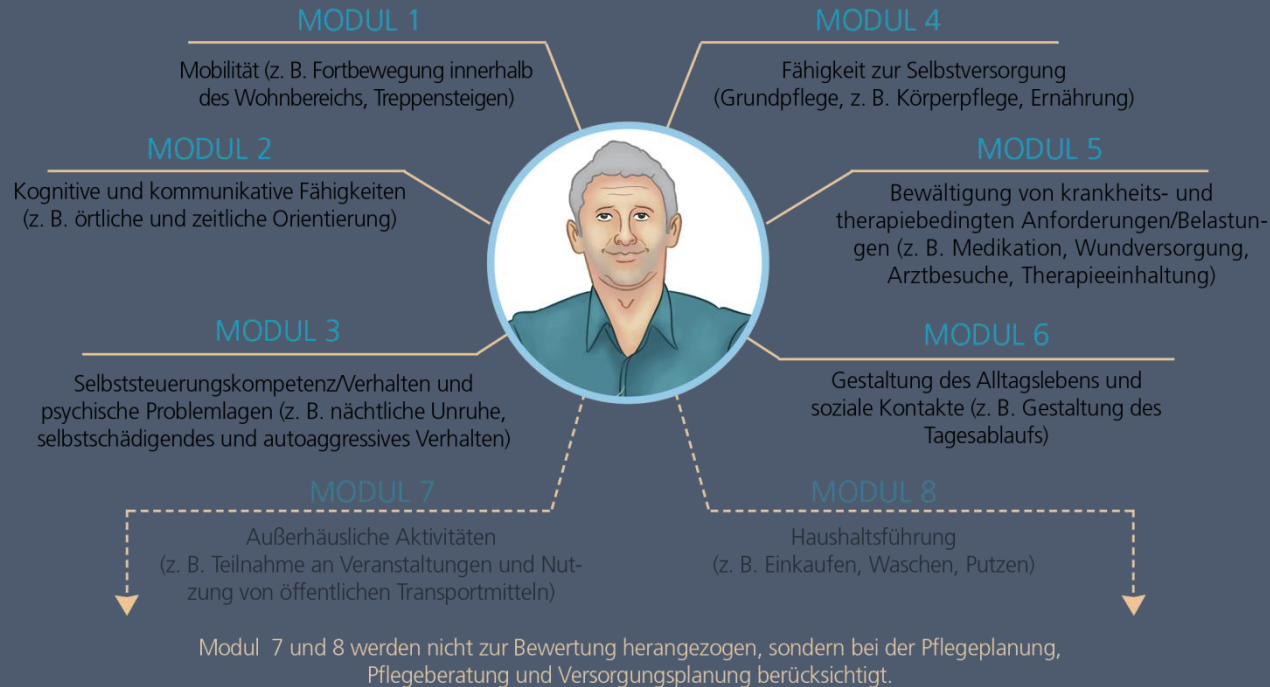 MODUL 1
Mobilität (z. B. Fortbewegung innerhalb
des Wohnbereichs, Treppensteigen)
MODUL 2
Kognitive und kommunikative Fähigkeiten
(z. B. örtliche und zeitliche Orientierung)
MODUL 3
Selbststeuerungskompetenz/Verhalten und
psychische Problemlagen (z. B. nächtliche Unruhe,
selbstschädigendes und autoaggressives Verhalten)
MODUL 4
Fähigkeit zur Selbstversorgung
(Grundpflege, z. B. Körperpflege, Ernährung)
MODUL 5
Bewältigung von krankheits- und
therapiebedingten Anforderungen/Belastun-
gen (z. B. Medikation, Wundversorgung,
Arztbesuche, Therapieeinhaltung)
MODUL 6
Gestaltung des Alltagslebens und
soziale Kontakte (z. B. Gestaltung des
Tagesablaufs)
MODUL 7
Außerhäusliche Aktivitäten
(z. B. Teilnahme an Veranstaltungen und Nut-
zung von öffentlichen Transportmitteln)
MODUL 8
Haushaltsführung
(z. B. Einkaufen, Waschen, Putzen)
Modul 7 und 8 werden nicht zur Bewertung herangezogen, sondern bei der Pflegeplanung,
Pflegeberatung und Versorgungsplanung berücksichtigt.